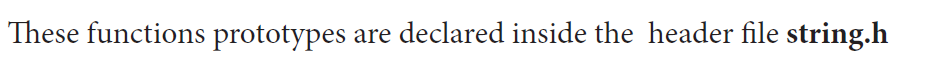 These functions prototypes are declared inside the header file string.h